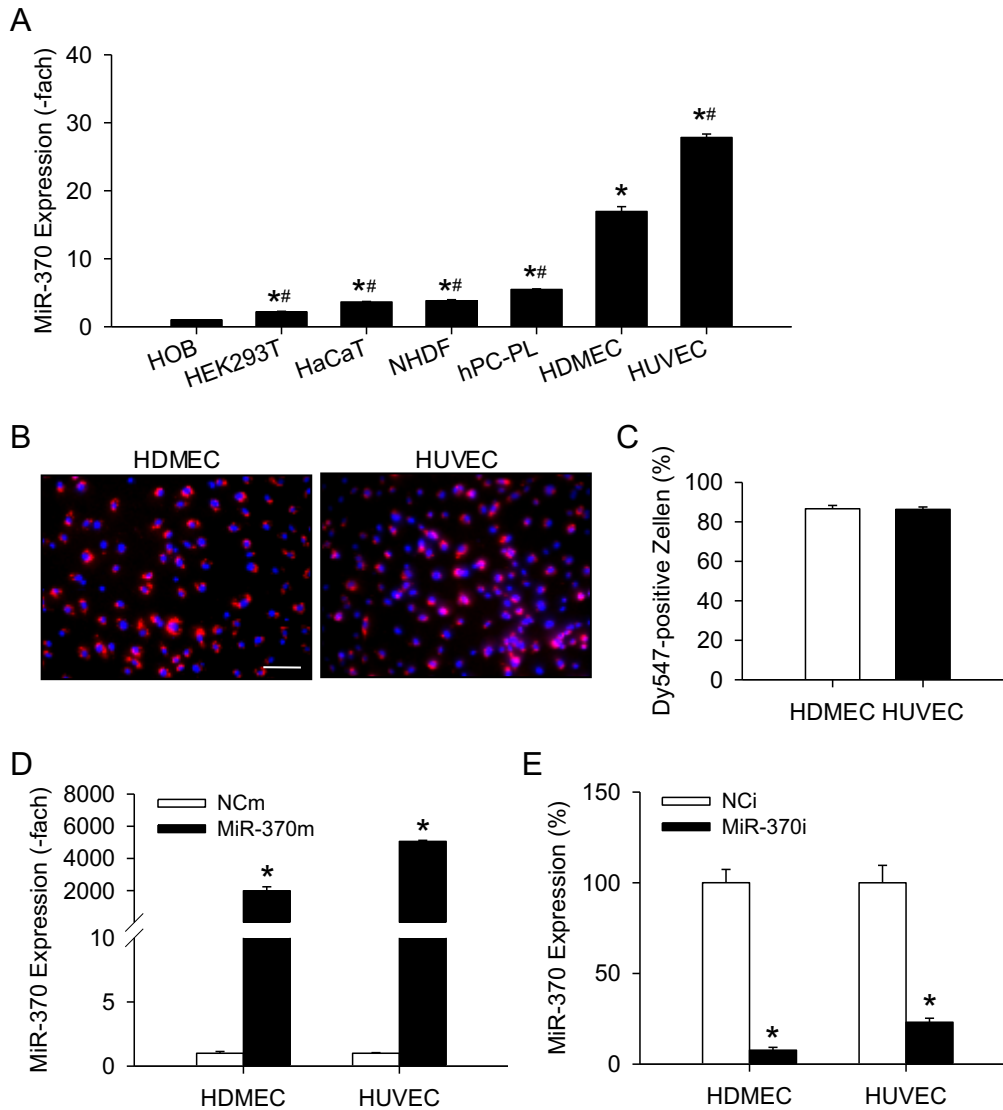 A
MiR-370 Expression (-fach)
40
30
20
10
0
*# *# *# *# * *#
HOB HEK293T HaCaT NHDF hPC-PL HDMEC HUVEC
B
HDMEC HUVEC
C
Dy547-positive Zellen (%)
100
80
60
40
20
0
HDMEC HUVEC
D
MiR-370 Expression (-fach)
8000
6000
4000
2000
10
5
0
NCm
MiR-370m
* *
HDMEC HUVEC
E
MiR-370 Expression (%)
150
100
50
0
NCi
MiR-370i
* *
HDMEC HUVEC